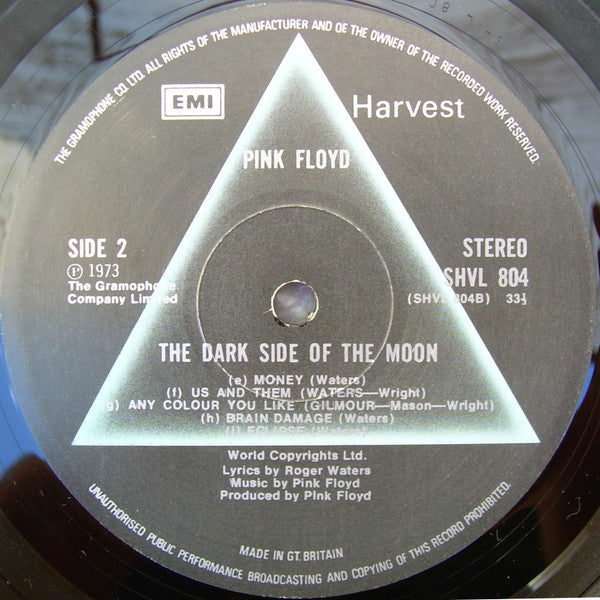 THE GRAMOPHONE CO. LTD. ALL RIGHTS OF THE MANUFACTURER AND OF THE OWNER OF THE RECORDED WORK RESERVED.
EMI
Harvest
PINK FLOYD
SIDE 2
STEREO
Ⓟ 1973
SHVL 804
The Gramophone
Company Limited
(SHVL 804B) 33⅓
THE DARK SIDE OF THE MOON
(e) MONEY (Waters)
(f) US AND THEM (WATERS—Wright)
(g) ANY COLOUR YOU LIKE (GILMOUR—Mason—Wright)
(h) BRAIN DAMAGE (Waters)
(i) ECLIPSE (Waters)
World Copyrights Ltd.
Lyrics by Roger Waters
Music by Pink Floyd
Produced by Pink Floyd
MADE IN GT. BRITAIN
UNAUTHORISED PUBLIC PERFORMANCE BROADCASTING AND COPYING OF THIS RECORD PROHIBITED.